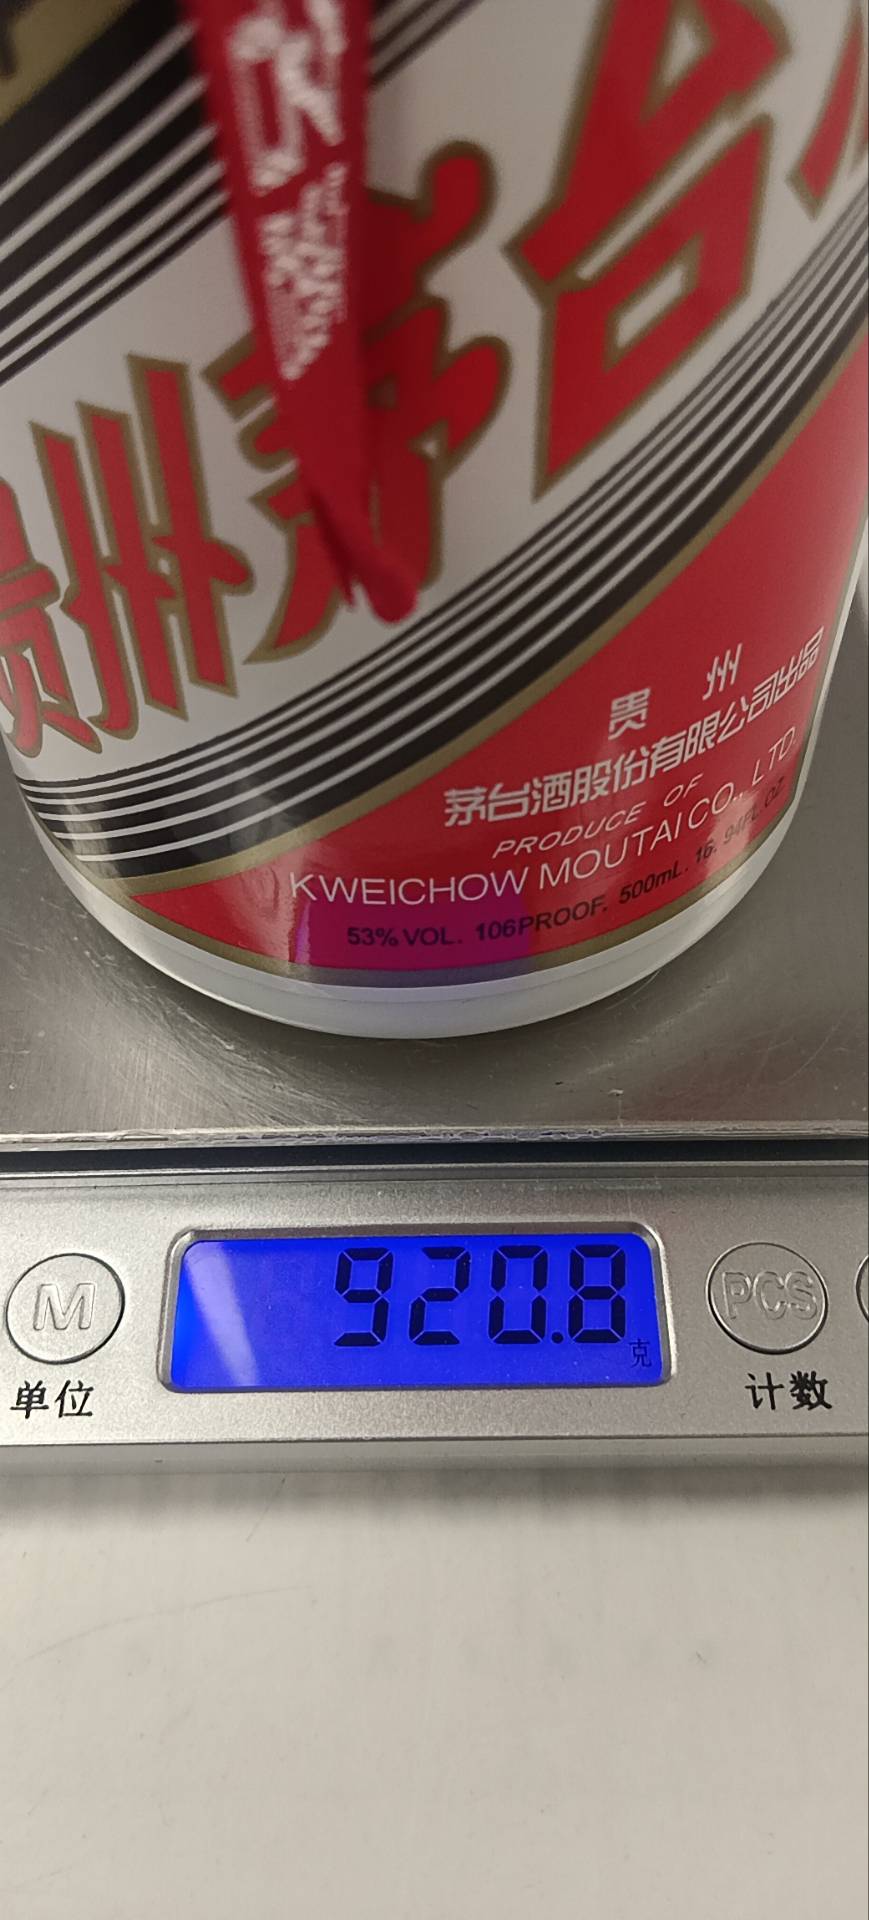 贵州茅台
贵州
茅台酒股份有限公司出品
PRODUCE OF
KWEICHOW MOUTAI CO., LTD.
53% VOL. 106PROOF. 500mL. 16. 94FL. OZ
920.8
克
M
单位
PCS
计数